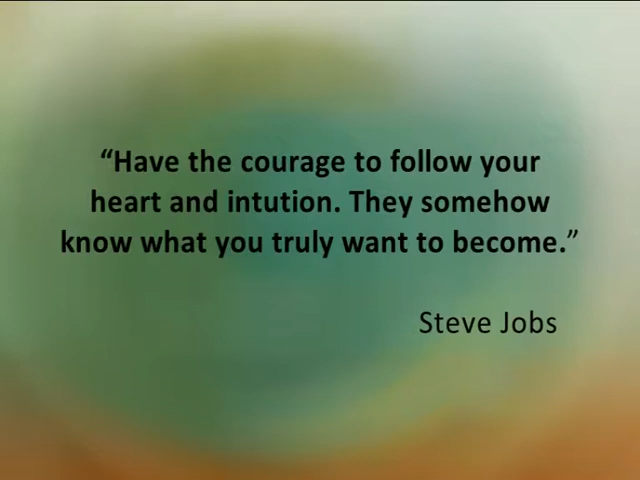 “Have the courage to follow your
heart and intution. They somehow
know what you truly want to become.”
Steve Jobs